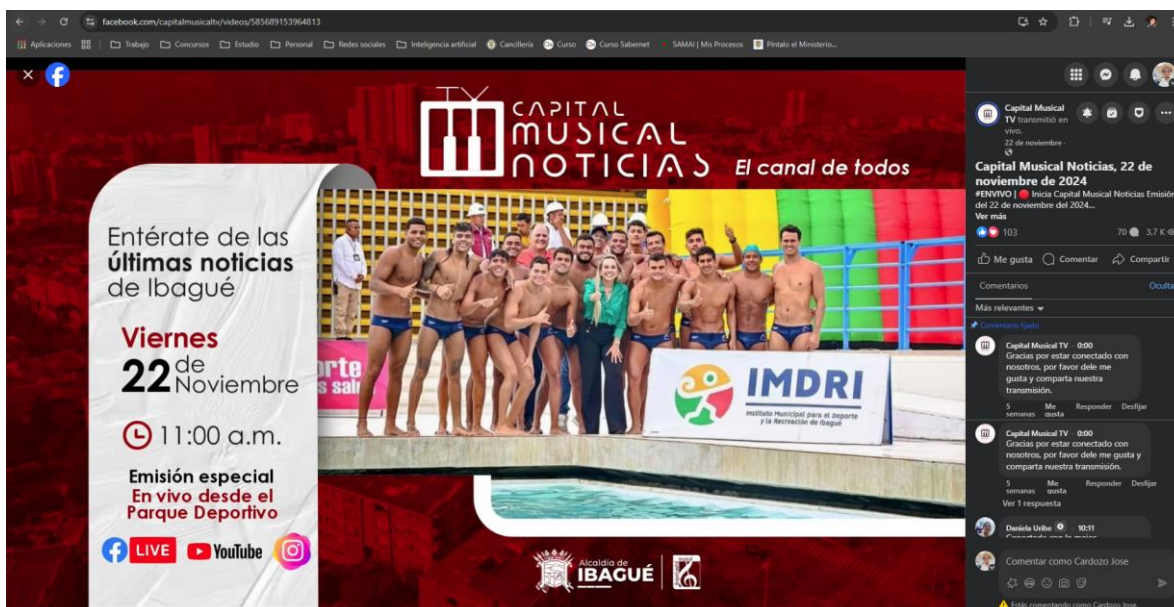 facebook.com/capitalmusicaltv/videos/585689153964813
Aplicaciones Trabajo Concursos Estudio Personal Redes sociales Inteligencia artificial Cancillería Curso Curso Sabernet SAMAI | Mis Procesos Píntalo el Ministerio...
TV CAPITAL
MUSICAL
NOTICIAS El canal de todos
Entérate de las
últimas noticias
de Ibagué
Viernes
22 de
Noviembre
11:00 a.m.
Emisión especial
En vivo desde el
Parque Deportivo
LIVE YouTube
IMDRI
Instituto Municipal para el Deporte
y la Recreación de Ibagué
Alcaldía de
IBAGUÉ
Capital Musical
TV transmitió en
vivo.
22 de noviembre ·
Capital Musical Noticias, 22 de
noviembre de 2024
#ENVIVO | 🔴 Inicia Capital Musical Noticias Emisión
del 22 de noviembre del 2024...
Ver más
103 70 3,7 K
Me gusta Comentar Compartir
Comentarios Oculta
Más relevantes
Comentario fijado
Capital Musical TV · 0:00
Gracias por estar conectado con
nosotros, por favor dele me
gusta y comparta nuestra
transmisión.
5 semanas Me gusta Responder Desfijar
Capital Musical TV · 0:00
Gracias por estar conectado con
nosotros, por favor dele me gusta y
comparta nuestra transmisión.
5 semanas Me gusta Responder Desfijar
Ver 1 respuesta
Daniela Uribe · 10:11
Comentar como Cardozo Jose
Estás comentando como Cardozo Jose.